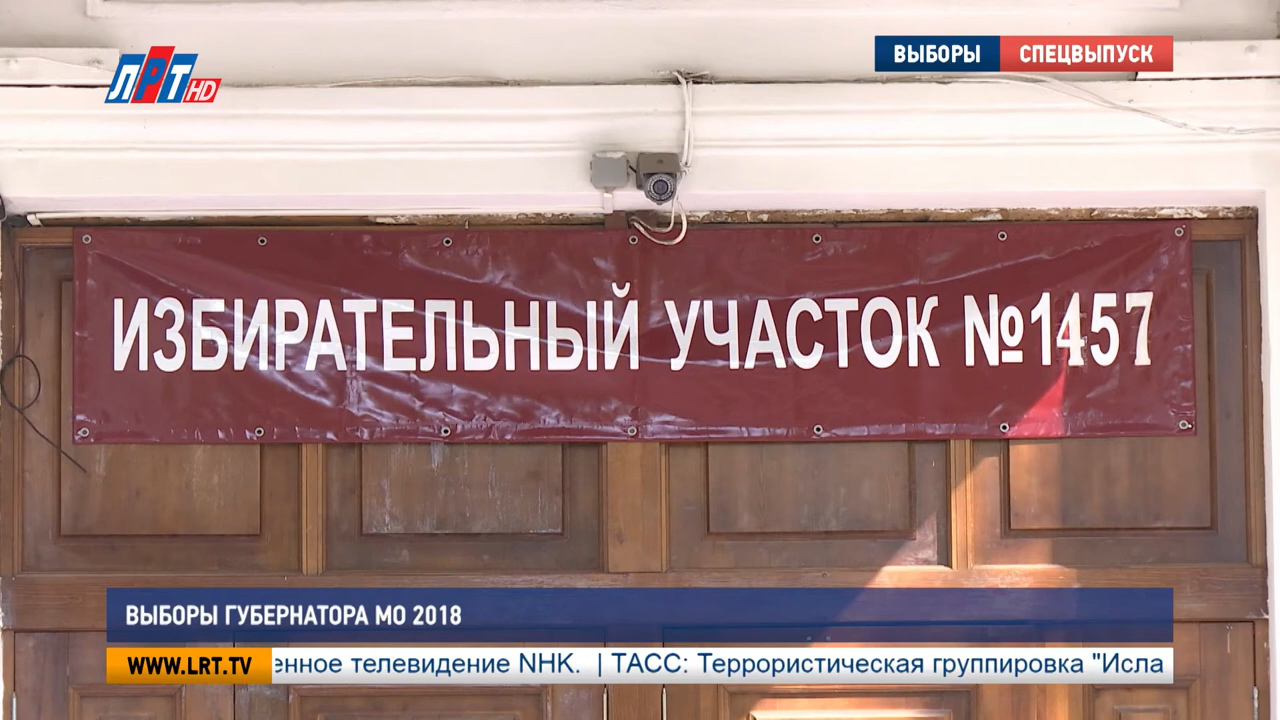 ЛРТ HD
ВЫБОРЫ СПЕЦВЫПУСК
ИЗБИРАТЕЛЬНЫЙ УЧАСТОК №1457
ВЫБОРЫ ГУБЕРНАТОРА МО 2018
WWW.LRT.TV енное телевидение NHK. | ТАСС: Террористическая группировка "Исла